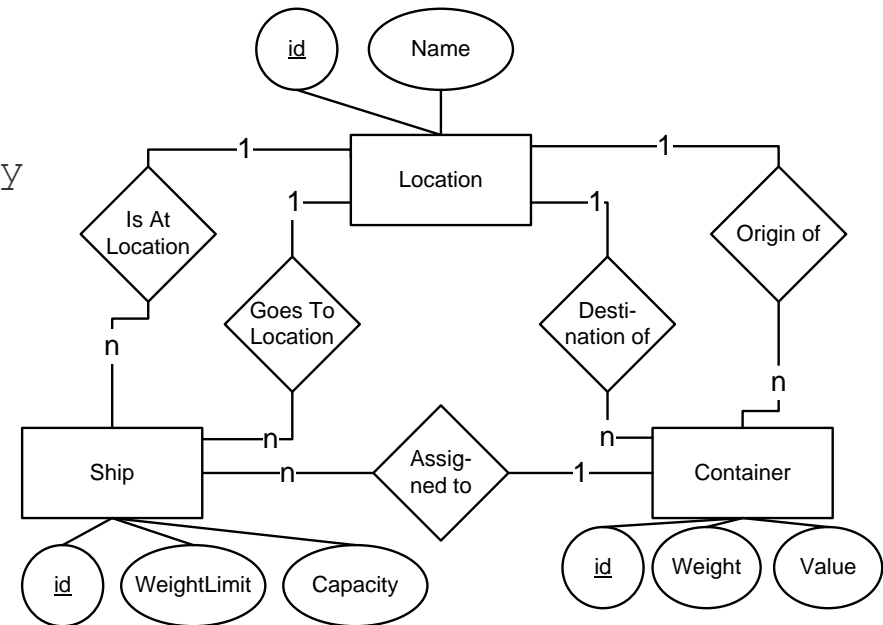 id
Name
y
1
1
Location
1
1
Is At
Location
Origin of
Goes To
Location
Desti-
nation of
n
n
n
n
Ship
n
Assig-
ned to
1
Container
id
WeightLimit
Capacity
id
Weight
Value